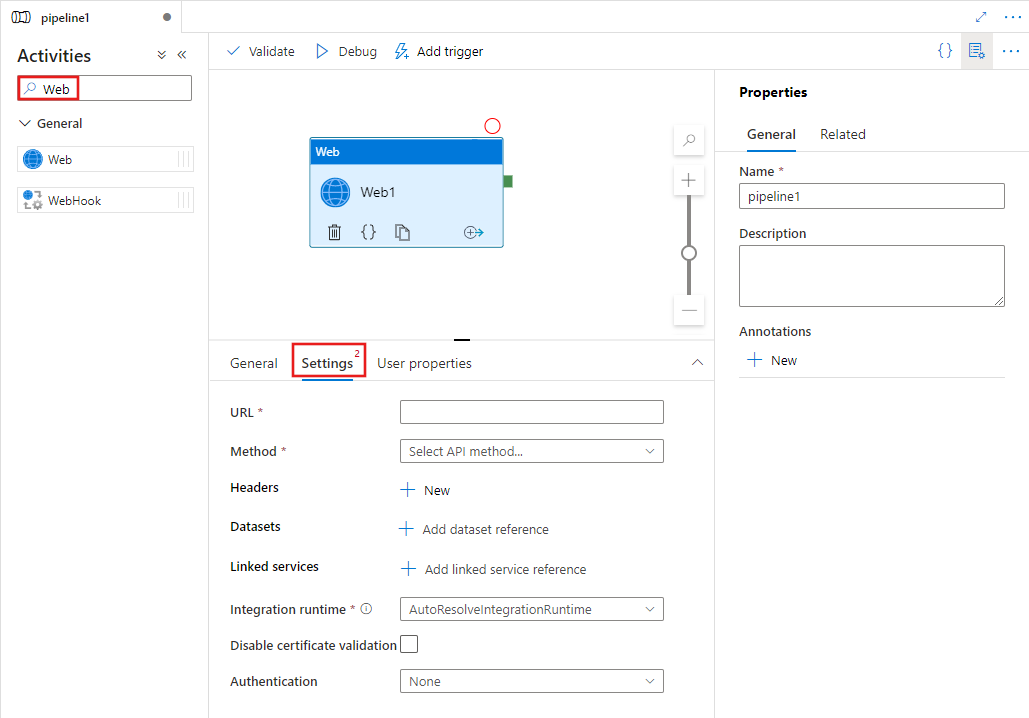 pipeline1
Activities
Web
General
Web
WebHook
Validate
Debug
Add trigger
{}
Web
Web1
{}
General
Settings 2
User properties
URL *
Method *
Select API method...
Headers
New
Datasets
Add dataset reference
Linked services
Add linked service reference
Integration runtime *
AutoResolveIntegrationRuntime
Disable certificate validation
Authentication
None
Properties
General
Related
Name *
pipeline1
Description
Annotations
New